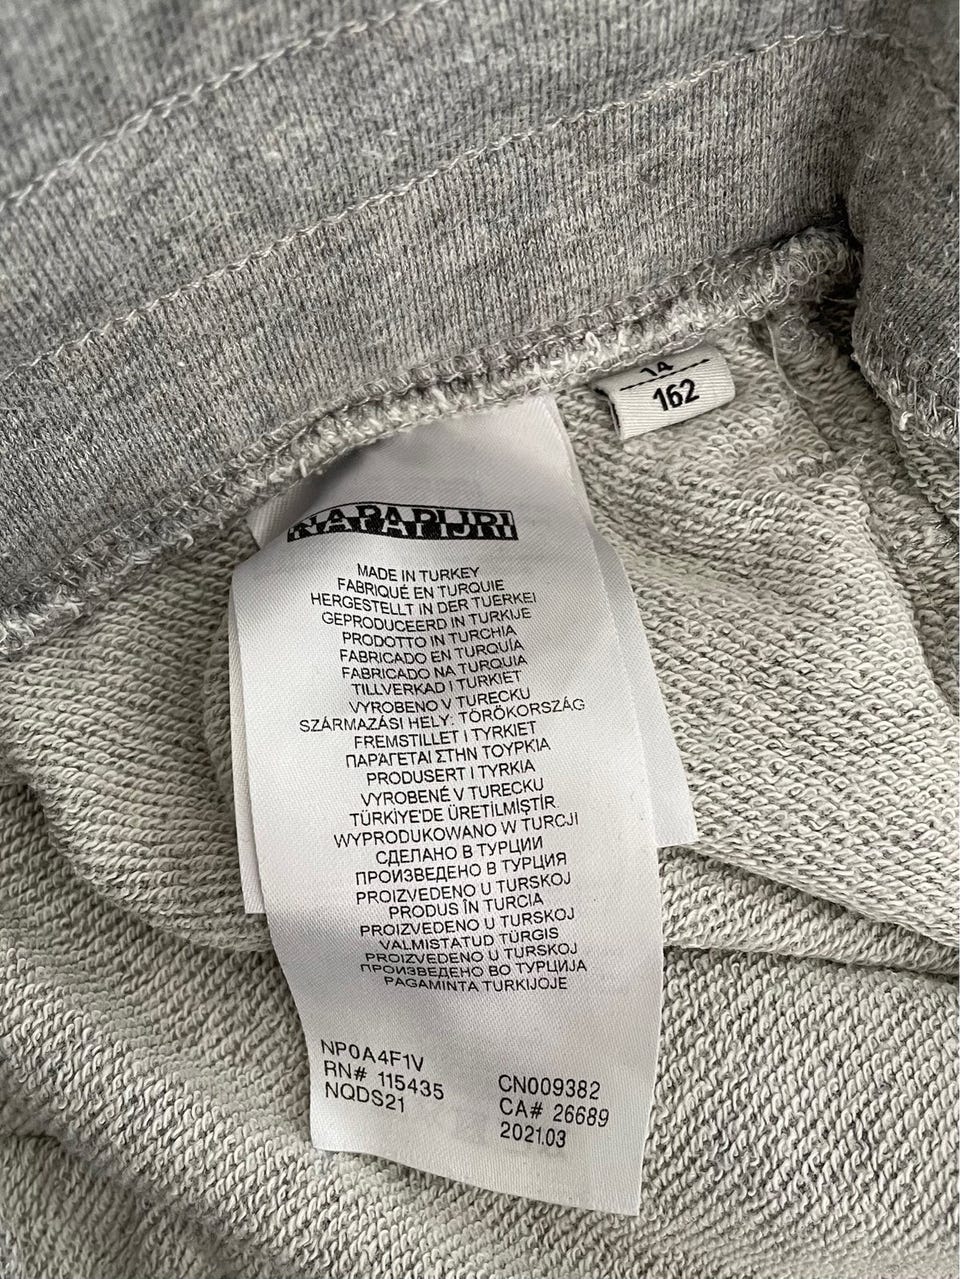 14
162
NAPAPIJRI
MADE IN TURKEY
FABRIQUÉ EN TURQUIE
HERGESTELLT IN DER TUERKEI
GEPRODUCEERD IN TURKIJE
PRODOTTO IN TURCHIA
FABRICADO EN TURQUÍA
FABRICADO NA TURQUIA
TILLVERKAD I TURKIET
VYROBENO V TURECKU
SZÁRMAZÁSI HELY: TÖRÖKORSZÁG
FREMSTILLET I TYRKIET
ΠΑΡΑΓΕΤΑΙ ΣΤΗΝ ΤΟΥΡΚΙΑ
PRODUSERT I TYRKIA
VYROBENÉ V TURECKU
TÜRKİYE'DE ÜRETİLMİŞTİR
WYPRODUKOWANO W TURCJI
СДЕЛАНО В ТУРЦИИ
ПРОИЗВЕДЕНО В ТУРЦИЯ
PROIZVEDENO U TURSKOJ
PRODUS ÎN TURCIA
PROIZVEDENO U TURSKOJ
VALMISTATUD TÜRGIS
PROIZVEDENO U TURSKOJ
ПРОИЗВЕДЕНО ВО ТУРЦИЈА
PAGAMINTA TURKIJOJE
NP0A4F1V
RN# 115435
NQDS21
CN009382
CA# 26689
2021.03